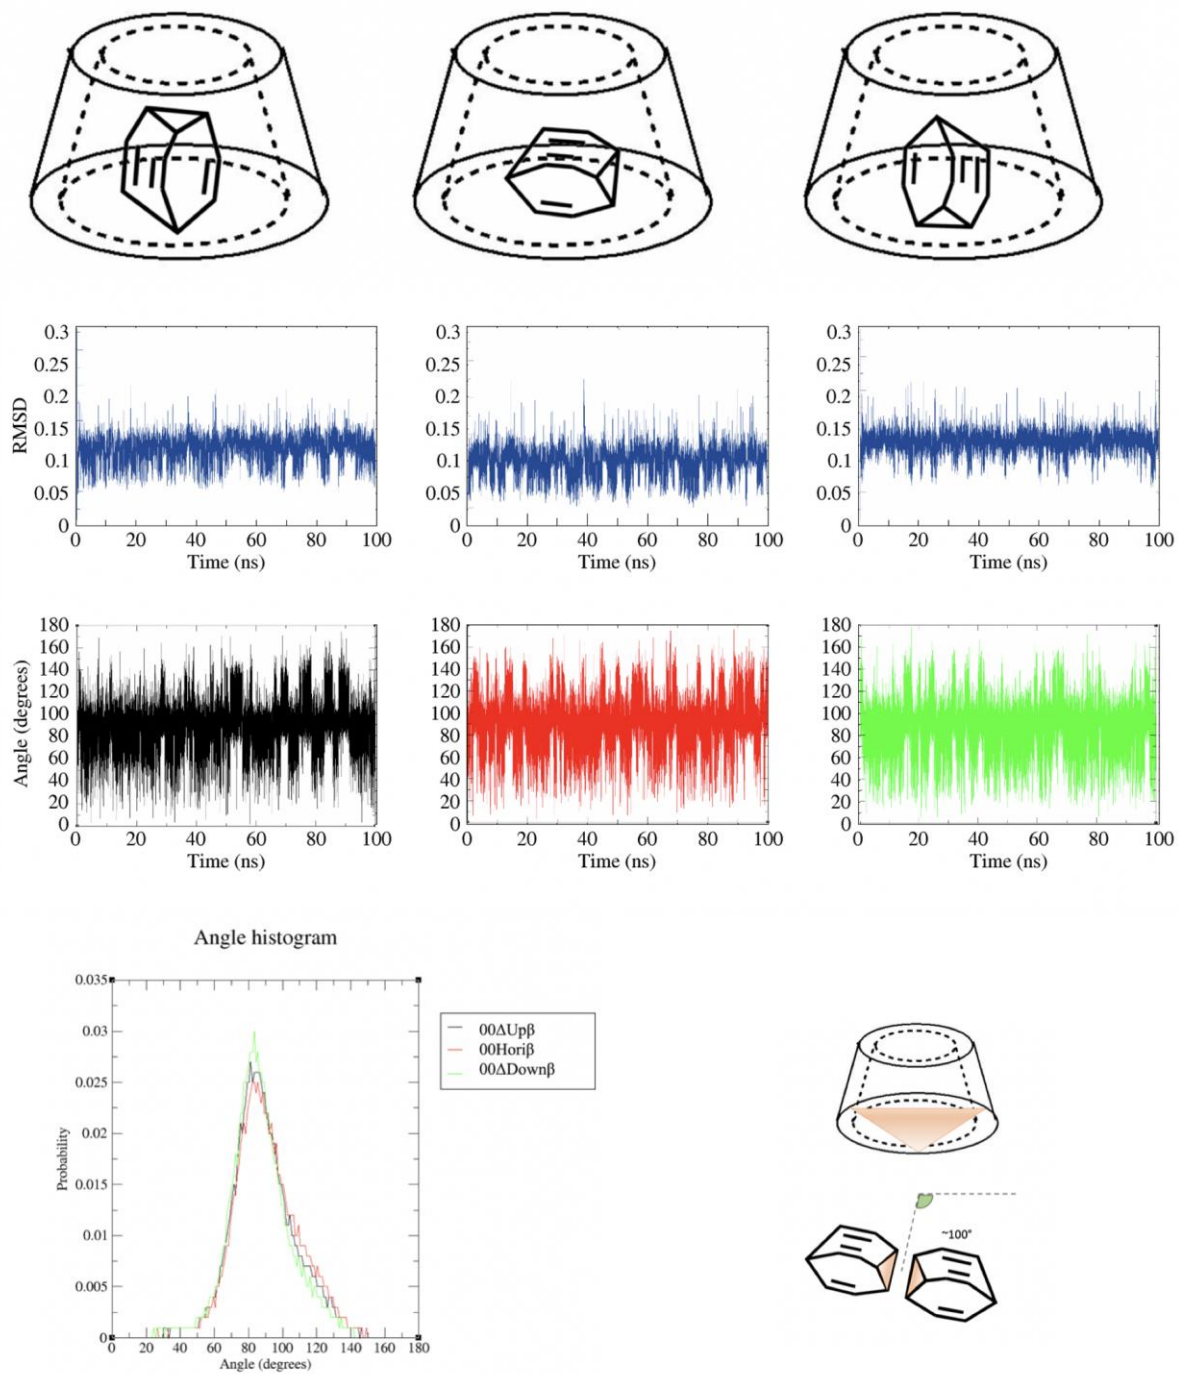 RMSD
0.3
0.25
0.2
0.15
0.1
0.05
0
0 20 40 60 80 100
Time (ns)
0.3
0.25
0.2
0.15
0.1
0.05
0
0 20 40 60 80 100
Time (ns)
0.3
0.25
0.2
0.15
0.1
0.05
0
0 20 40 60 80 100
Time (ns)
Angle (degrees)
180
160
140
120
100
80
60
40
20
0
0 20 40 60 80 100
Time (ns)
180
160
140
120
100
80
60
40
20
0
0 20 40 60 80 100
Time (ns)
180
160
140
120
100
80
60
40
20
0
0 20 40 60 80 100
Time (ns)
Angle histogram
Probability
0.035
0.03
0.025
0.02
0.015
0.01
0.005
0
0 20 40 60 80 100 120 140 160 180
Angle (degrees)
00ΔUpβ
00Horiβ
00ΔDownβ
~100°